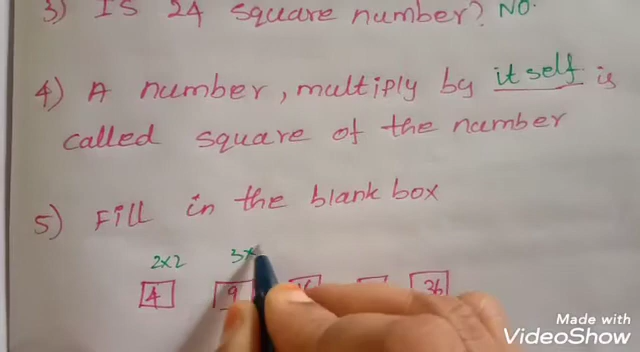 3) Is 24 square number? NO.
4) A number, multiply by itself is
called square of the number
5) Fill in the blank box
2x2 3x
4 9 36
Made with
VideoShow